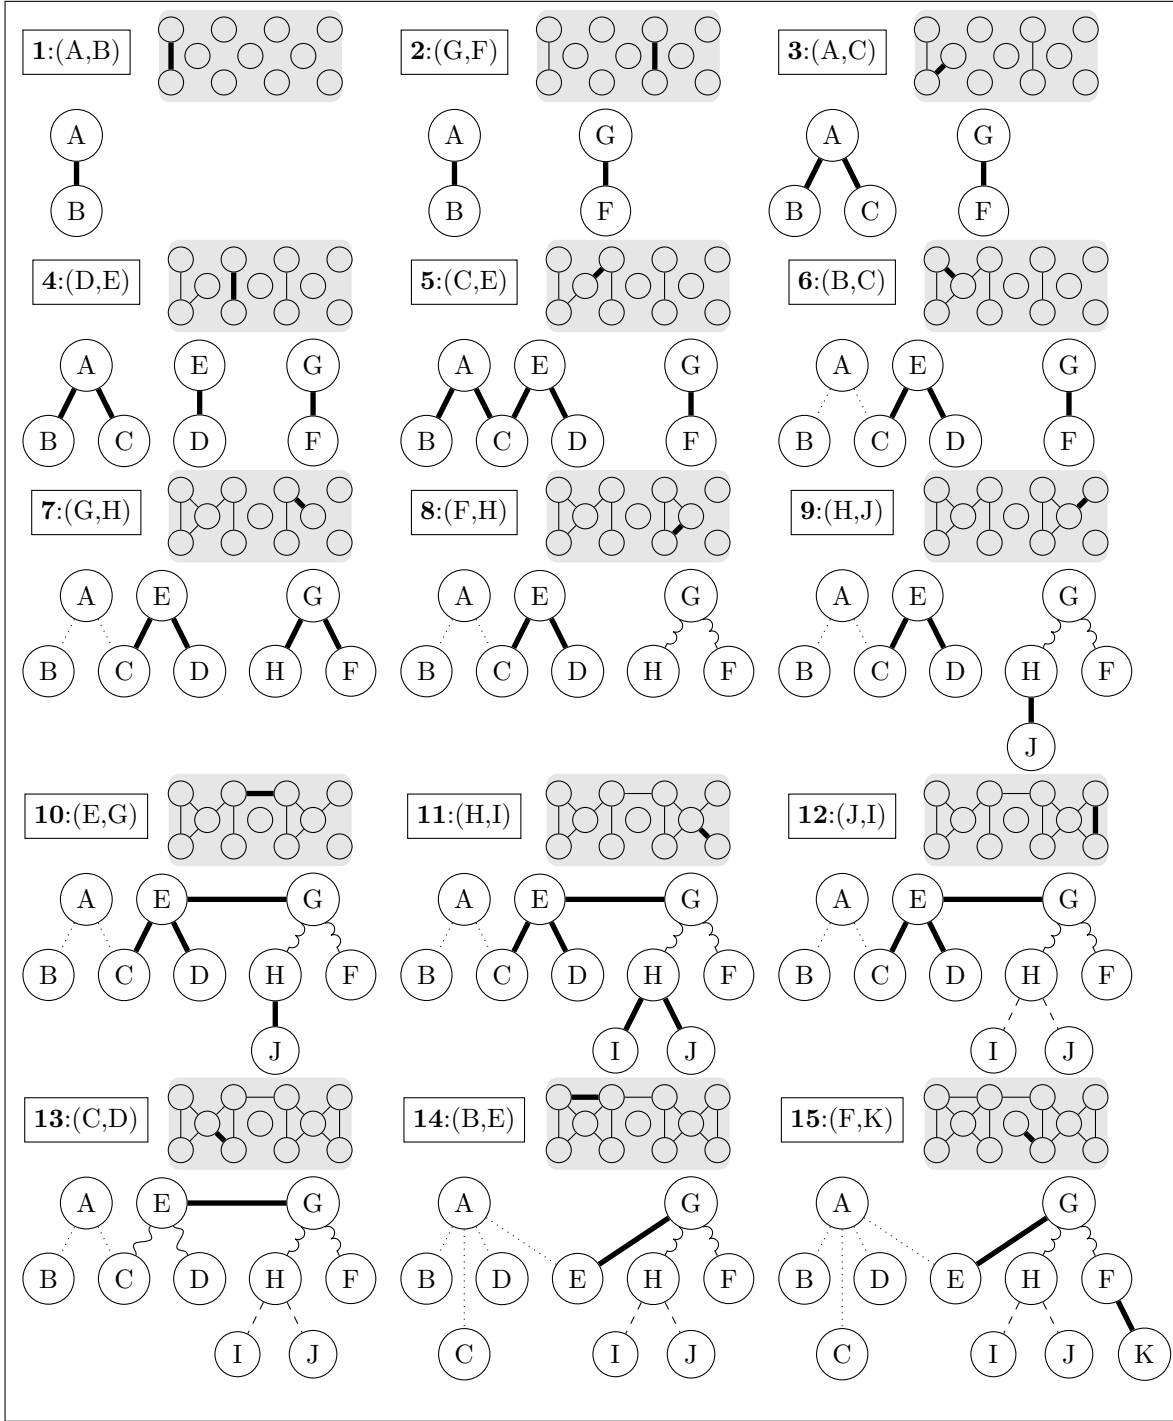 1:(A,B) 2:(G,F) 3:(A,C)
A A G A G
B B F B C F
4:(D,E) 5:(C,E) 6:(B,C)
A E G A E G A E G
B C D F B C D F B C D F
7:(G,H) 8:(F,H) 9:(H,J)
A E G A E G A E G
B C D H F B C D H F B C D H F
J
10:(E,G) 11:(H,I) 12:(J,I)
A E G A E G A E G
B C D H F B C D H F B C D H F
J I J I J
13:(C,D) 14:(B,E) 15:(F,K)
A E G A G A G
B C D H F B D E H F B D E H F
I J C I J C I J K